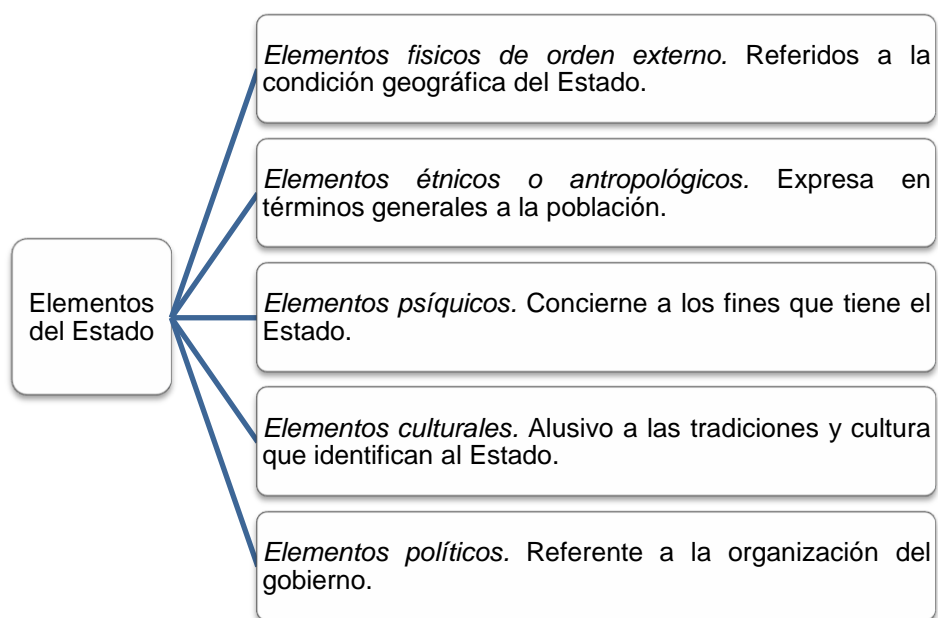 Elementos fisicos de orden externo. Referidos a la
condición geográfica del Estado.
Elementos étnicos o antropológicos. Expresa en
términos generales a la población.
Elementos
del Estado
Elementos psíquicos. Concierne a los fines que tiene el
Estado.
Elementos culturales. Alusivo a las tradiciones y cultura
que identifican al Estado.
Elementos políticos. Referente a la organización del
gobierno.